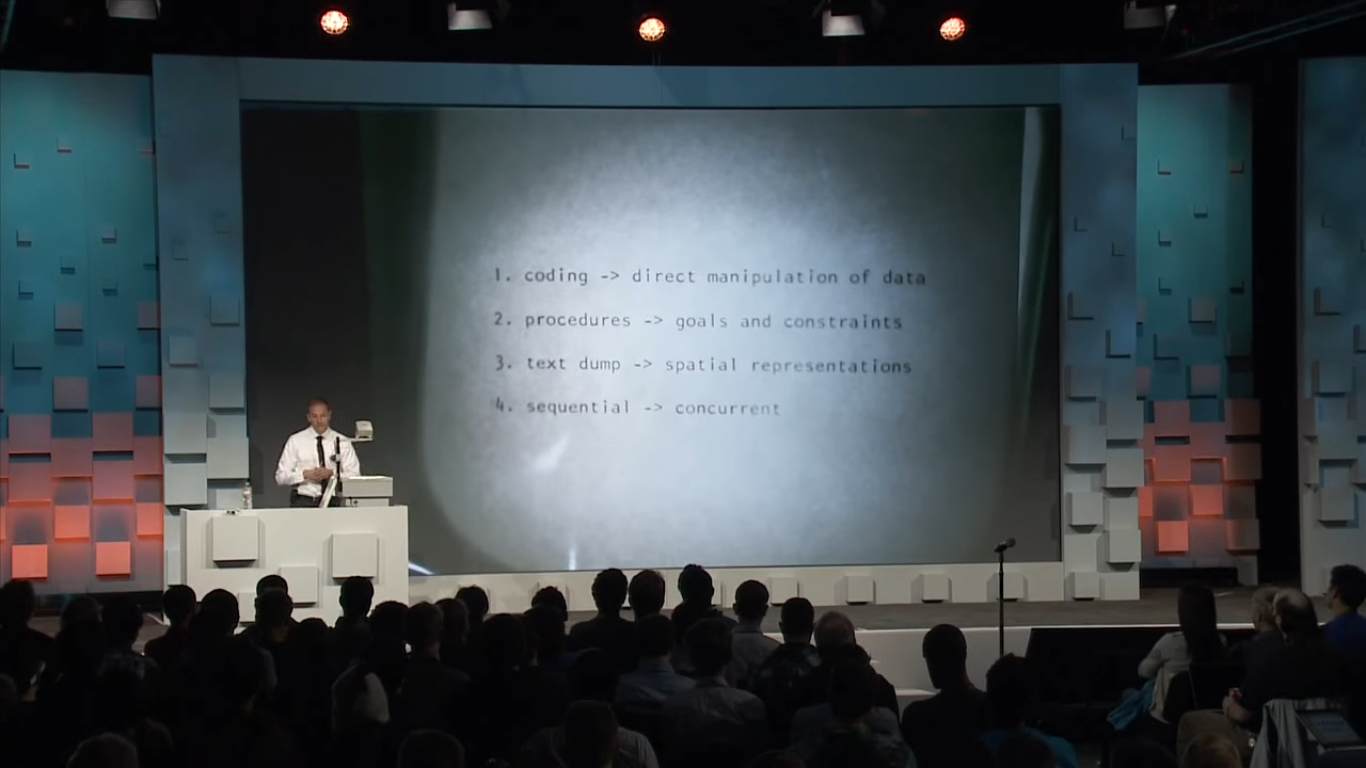 1. coding -> direct manipulation of data
2. procedures -> goals and constraints
3. text dump -> spatial representations
4. sequential -> concurrent